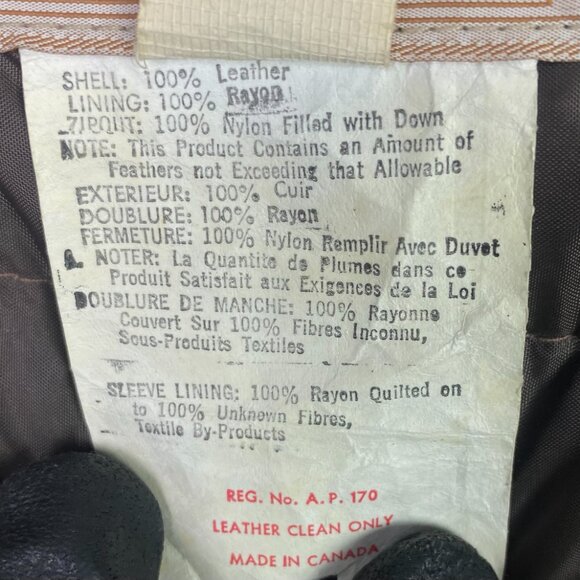 SHELL: 100% Leather
LINING: 100% Rayon
ZIPOUT: 100% Nylon Filled with Down
NOTE: This Product Contains an Amount of
Feathers not Exceeding that Allowable
EXTERIEUR: 100% Cuir
DOUBLURE: 100% Rayon
FERMETURE: 100% Nylon Remplir Avec Duvet
A NOTER: La Quantite de Plumes dans ce
Produit Satisfait aux Exigences de la Loi
DOUBLURE DE MANCHE: 100% Rayonne
Couvert Sur 100% Fibres Inconnu,
Sous-Produits Textiles
SLEEVE LINING: 100% Rayon Quilted on
to 100% Unknown Fibres,
Textile By-Products
REG. No. A. P. 170
LEATHER CLEAN ONLY
MADE IN CANADA